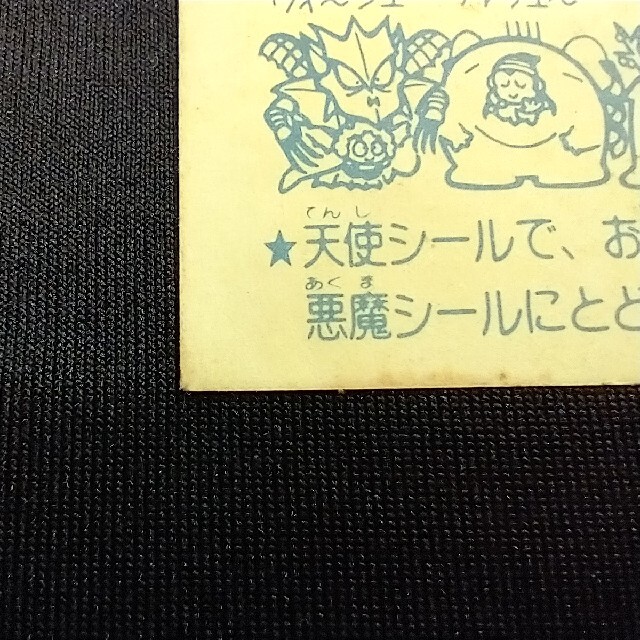 てんし
★天使シールで、お
あくま
悪魔シールにとど